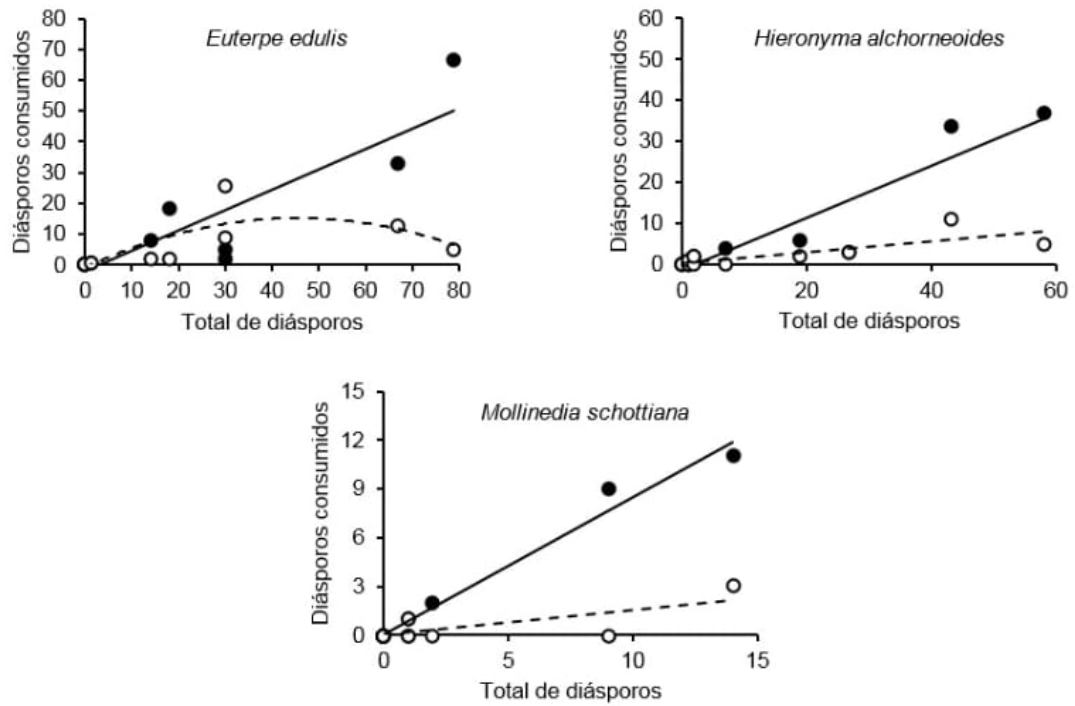 Euterpe edulis
Diásporos consumidos
80
70
60
50
40
30
20
10
0
0 10 20 30 40 50 60 70 80
Total de diásporos
Hieronyma alchorneoides
Diásporos consumidos
60
50
40
30
20
10
0
0 20 40 60
Total de diásporos
Mollinedia schottiana
Diásporos consumidos
15
12
9
6
3
0
0 5 10 15
Total de diásporos